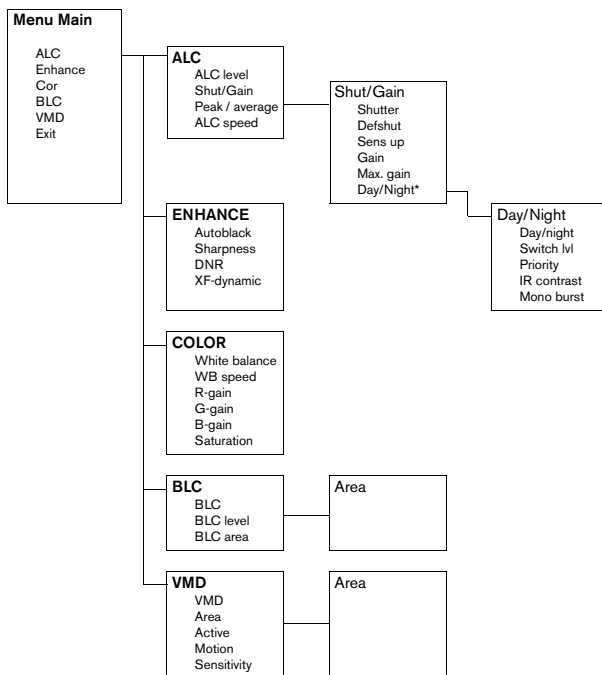 Menu Main
ALC
Enhance
Cor
BLC
VMD
Exit
ALC
ALC level
Shut/Gain
Peak / average
ALC speed
Shut/Gain
Shutter
Defshut
Sens up
Gain
Max. gain
Day/Night*
Day/Night
Day/night
Switch lvl
Priority
IR contrast
Mono burst
ENHANCE
Autoblack
Sharpness
DNR
XF-dynamic
COLOR
White balance
WB speed
R-gain
G-gain
B-gain
Saturation
BLC
BLC
BLC level
BLC area
Area
VMD
VMD
Area
Active
Motion
Sensitivity
Area